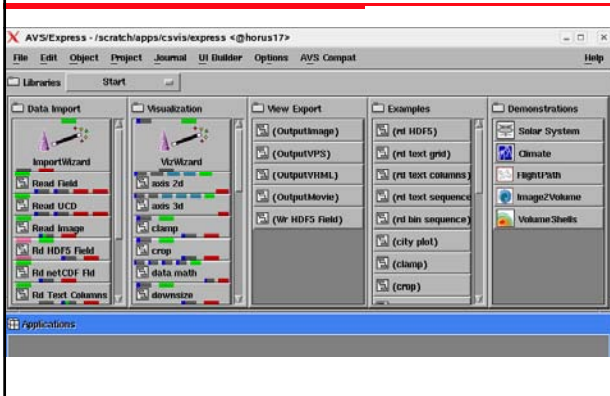 AVS/Express - /scratch/apps/csvis/express <@horus17>
File Edit Object Project Journal UI Builder Options AVS Compat Help
Libraries Start
Data Import
ImportWizard
Read Field
Read UCD
Read Image
Rd HDF5 Field
Rd netCDF Fld
Rd Text Columns
Visualization
VizWizard
axis 2d
axis 3d
clamp
crop
data math
downsize
View Export
(OutputImage)
(OutputVPS)
(OutputVRML)
(OutputMovie)
(Wr HDF5 Field)
Examples
(rd HDF5)
(rd text grid)
(rd text columns)
(rd text sequence
(rd bin sequence)
(city plot)
(clamp)
(crop)
Demonstrations
Solar System
Climate
FlightPath
Image2Volume
VolumeShells
Applications